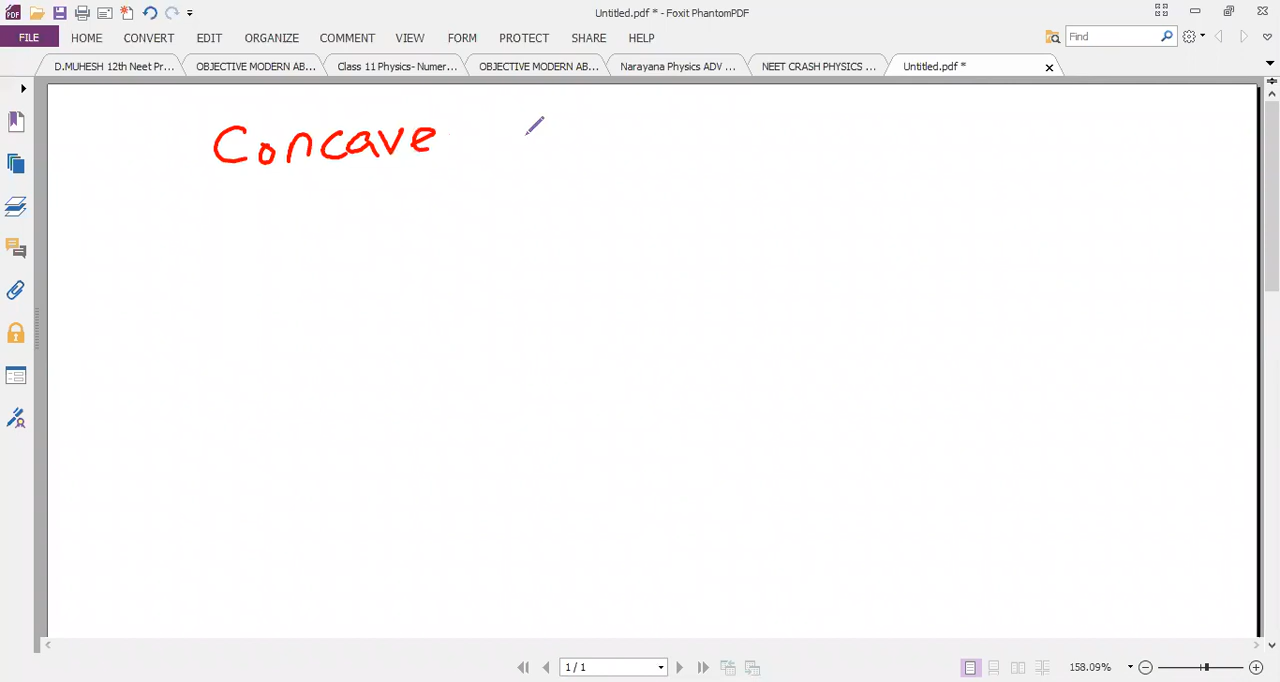 Untitled.pdf * - Foxit PhantomPDF
FILE HOME CONVERT EDIT ORGANIZE COMMENT VIEW FORM PROTECT SHARE HELP Find
D.MUHESH 12th Neet Pr... OBJECTIVE MODERN AB... Class 11 Physics- Numer... OBJECTIVE MODERN AB... Narayana Physics ADV ... NEET CRASH PHYSICS ... Untitled.pdf *
Concave
1 / 1 158.09%